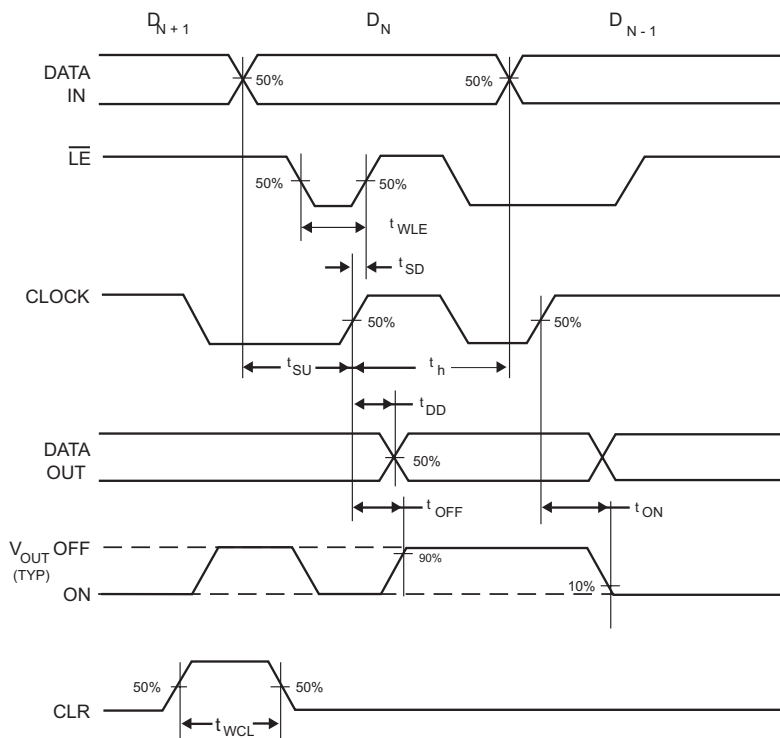 D N + 1 D N D N - 1
DATA IN 50% 50%
LE
50% 50%
t WLE
t SD
CLOCK
50% 50%
t SU t h
t DD
DATA OUT
50%
t OFF t ON
V OUT OFF
(TYP)
90%
10%
ON
50% 50%
CLR
t WCL